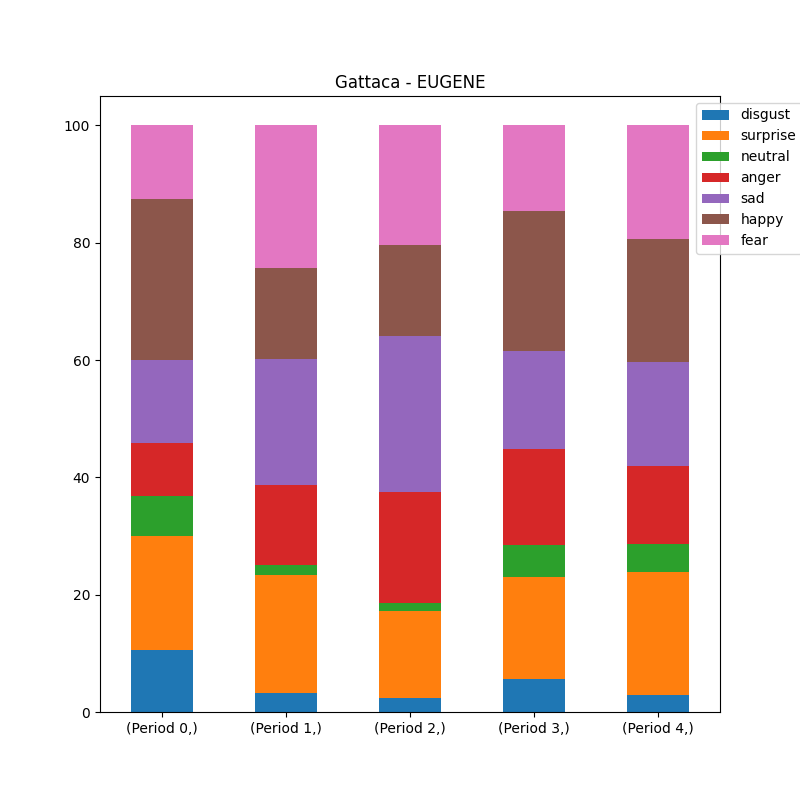 Gattaca - EUGENE
100
80
60
40
20
0
(Period 0,)
(Period 1,)
(Period 2,)
(Period 3,)
(Period 4,)
disgust
surprise
neutral
anger
sad
happy
fear